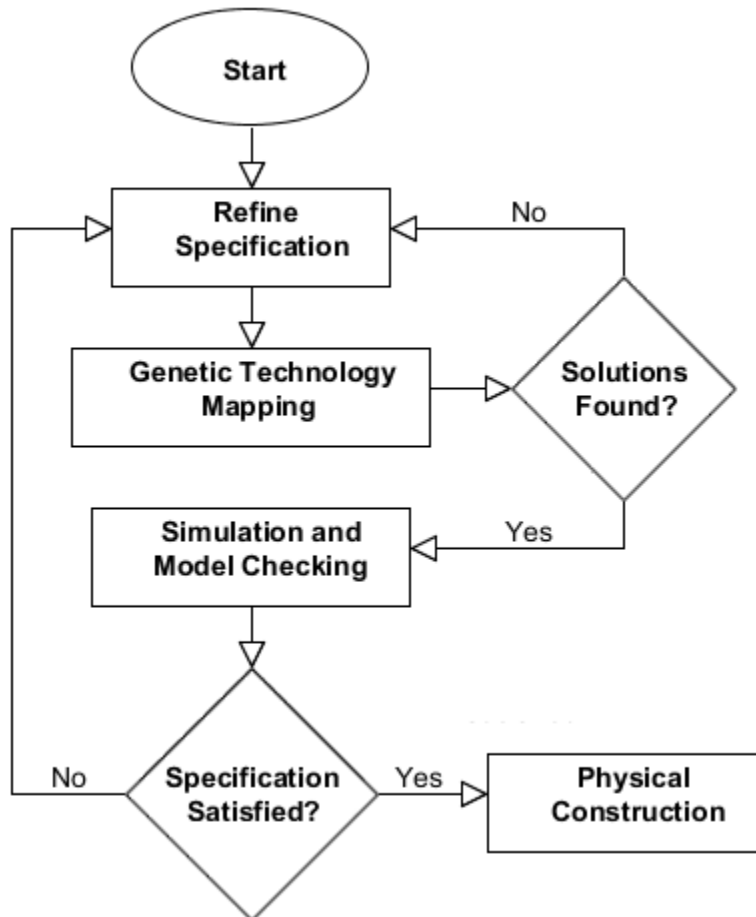 Start
Refine
Specification
No
Genetic Technology
Mapping
Solutions
Found?
Simulation and
Model Checking
Yes
No
Specification
Satisfied?
Yes
Physical
Construction